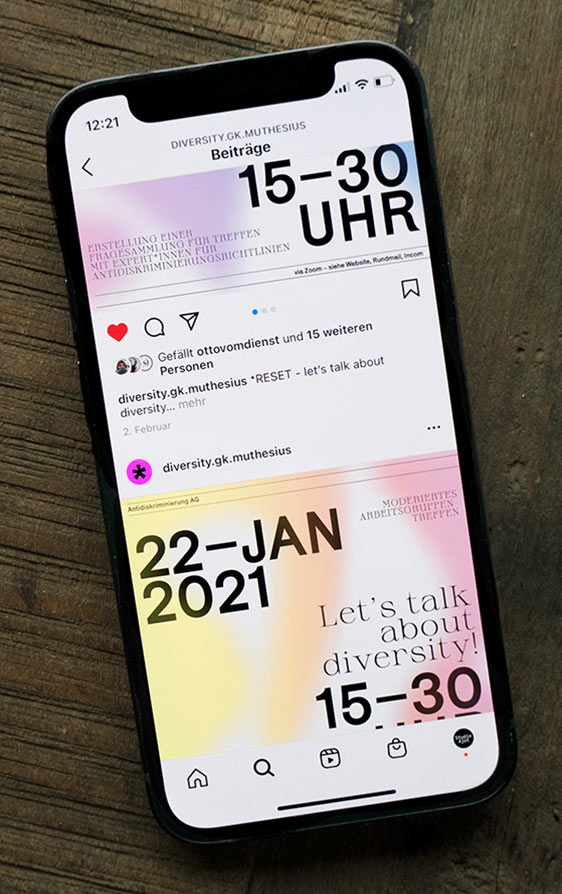 12:21
DIVERSITY.GK.MUTHESIUS
Beiträge
15–30
UHR
ERSTELLUNG EINER
FRAGESAMMLUNG FÜR TREFFEN
MIT EXPERT*INNEN FÜR
ANTIDISKRIMINIERUNGSRICHTLINIEN
via Zoom – siehe Website, Rundmail, Incom
Gefällt ottovomdienst und 15 weiteren
Personen
diversity.gk.muthesius *RESET - let's talk about
diversity... mehr
2. Februar
diversity.gk.muthesius
Antidiskriminierung AG
MODERIERTES
ARBEITSGRUPPEN-
TREFFEN
22–JAN
2021
Let's talk
about
diversity!
15–30
UHR